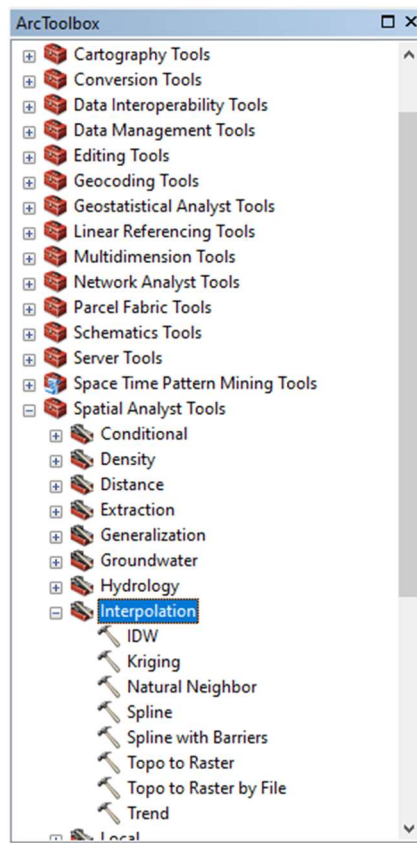 ArcToolbox
Cartography Tools
Conversion Tools
Data Interoperability Tools
Data Management Tools
Editing Tools
Geocoding Tools
Geostatistical Analyst Tools
Linear Referencing Tools
Multidimension Tools
Network Analyst Tools
Parcel Fabric Tools
Schematics Tools
Server Tools
Space Time Pattern Mining Tools
Spatial Analyst Tools
Conditional
Density
Distance
Extraction
Generalization
Groundwater
Hydrology
Interpolation
IDW
Kriging
Natural Neighbor
Spline
Spline with Barriers
Topo to Raster
Topo to Raster by File
Trend
Local